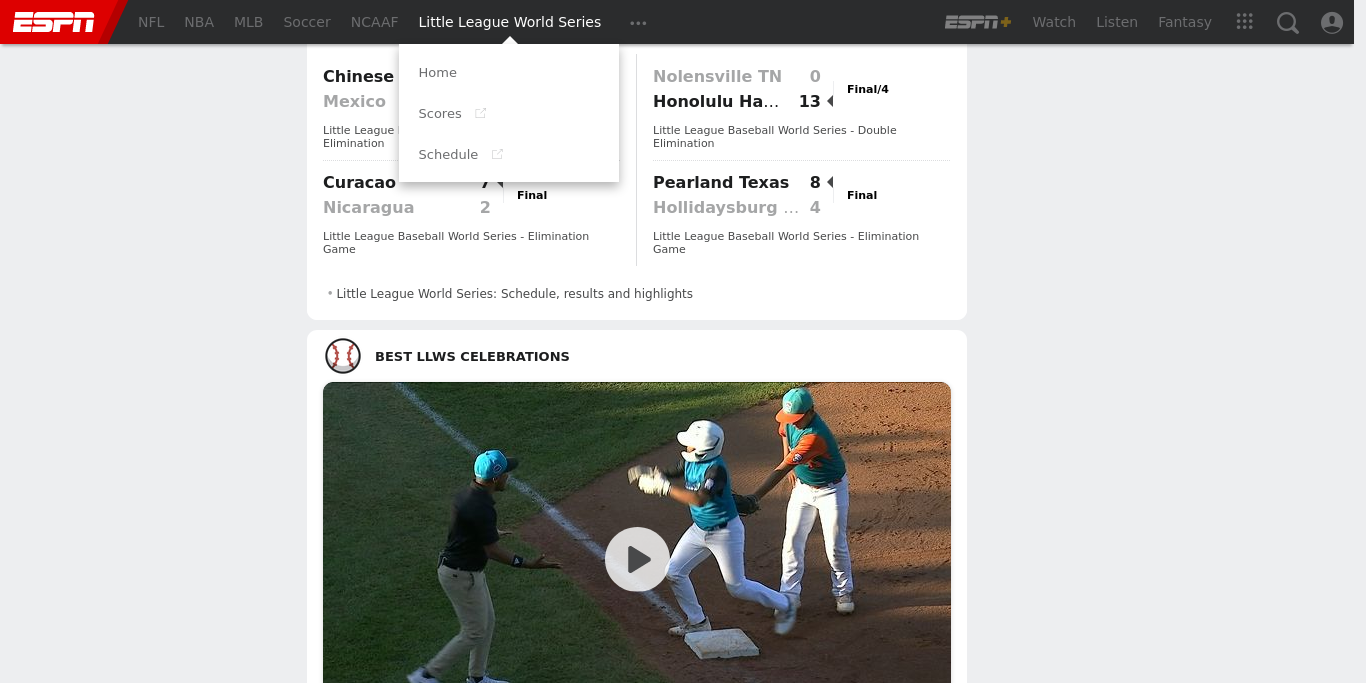 ESPN NFL NBA MLB Soccer NCAAF Little League World Series ESPN+ Watch Listen Fantasy
Home
Scores
Schedule
Chinese
Mexico
Little League
Elimination
Curacao 7
Nicaragua 2
Final
Little League Baseball World Series - Elimination
Game
Nolensville TN 0
Honolulu Ha... 13
Final/4
Little League Baseball World Series - Double
Elimination
Pearland Texas 8
Hollidaysburg ... 4
Final
Little League Baseball World Series - Elimination
Game
• Little League World Series: Schedule, results and highlights
BEST LLWS CELEBRATIONS